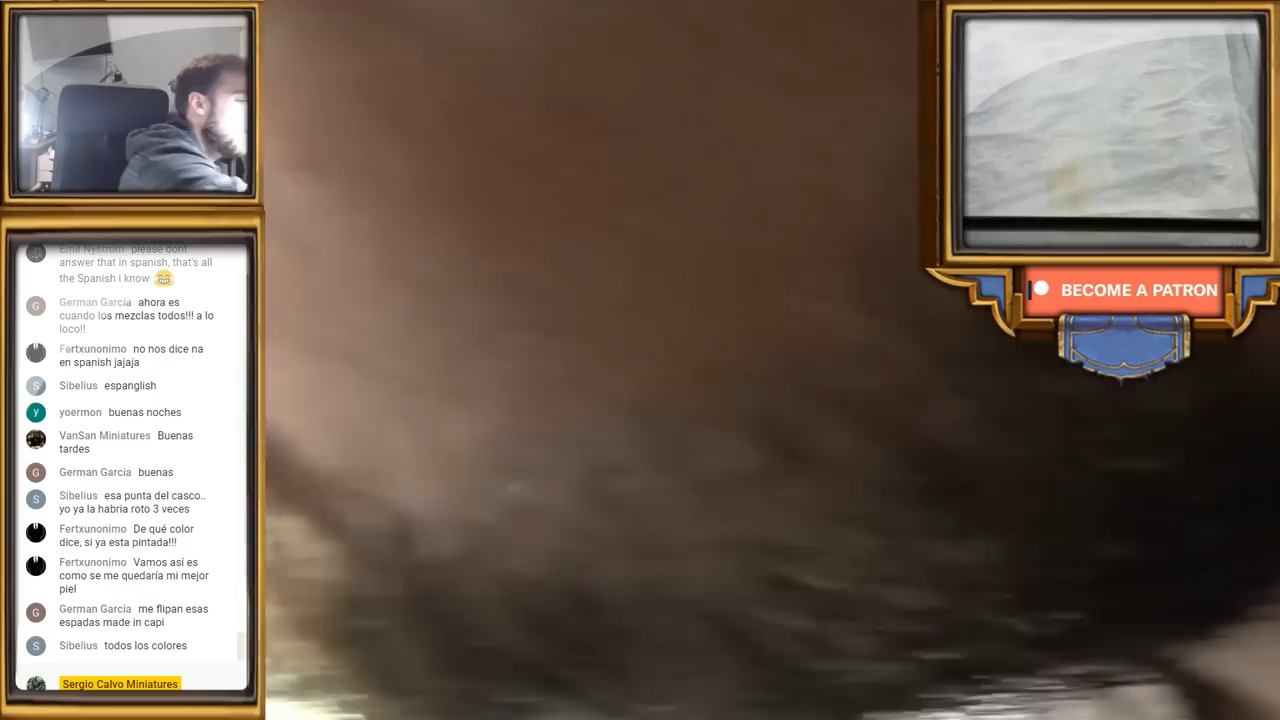 Emil Nyström please dont
answer that in spanish, that's all
the Spanish i know
G German Garcia ahora es
cuando los mezclas todos!!! a lo
loco!!
Fertxunonimo no nos dice na
en spanish jajaja
S Sibelius espanglish
y yoermon buenas noches
VanSan Miniatures Buenas
tardes
G German Garcia buenas
S Sibelius esa punta del casco..
yo ya la habria roto 3 veces
Fertxunonimo De qué color
dice, si ya esta pintada!!!
Fertxunonimo Vamos así es
como se me quedaría mi mejor
piel
G German Garcia me flipan esas
espadas made in capi
S Sibelius todos los colores
Sergio Calvo Miniatures
BECOME A PATRON